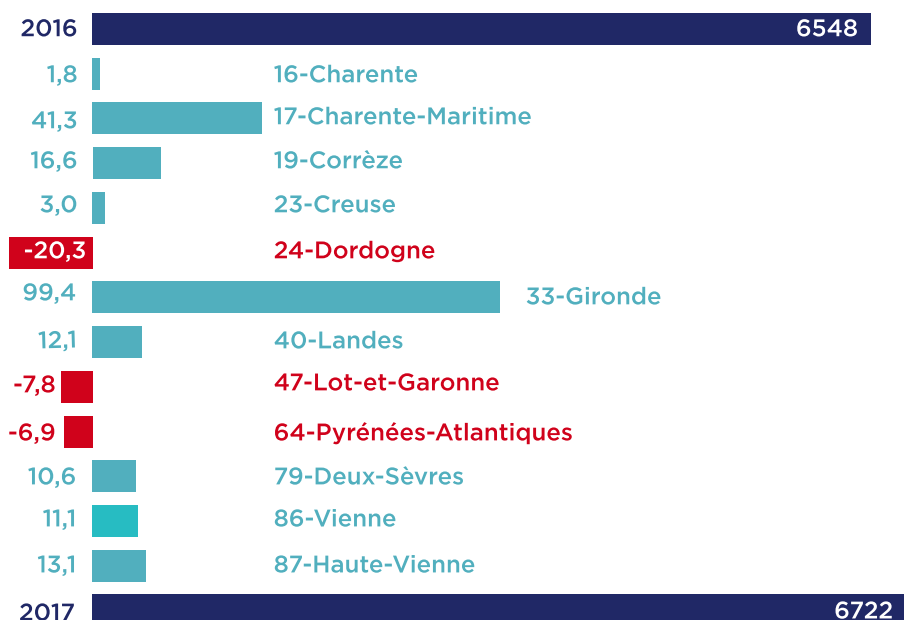 2016 6548
1,8 16-Charente
41,3 17-Charente-Maritime
16,6 19-Corrèze
3,0 23-Creuse
-20,3 24-Dordogne
99,4 33-Gironde
12,1 40-Landes
-7,8 47-Lot-et-Garonne
-6,9 64-Pyrénées-Atlantiques
10,6 79-Deux-Sèvres
11,1 86-Vienne
13,1 87-Haute-Vienne
2017 6722